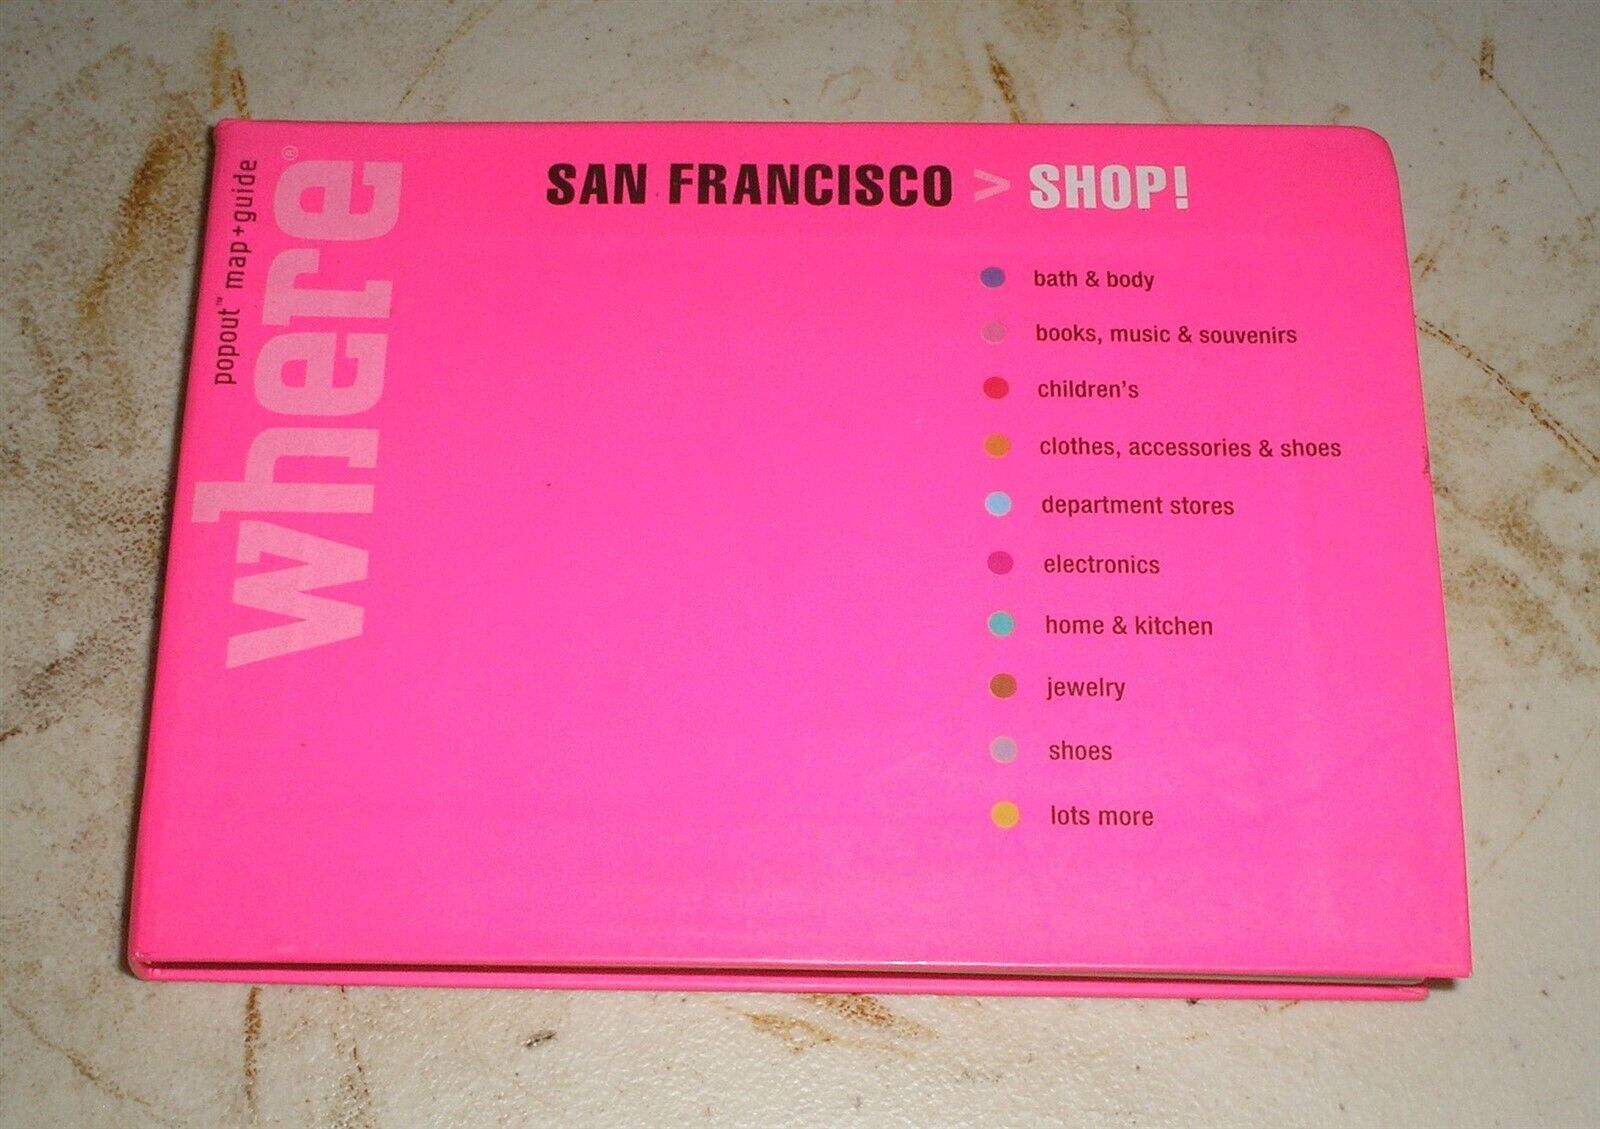 popout™ map+guide
where®
SAN FRANCISCO > SHOP!
bath & body
books, music & souvenirs
children's
clothes, accessories & shoes
department stores
electronics
home & kitchen
jewelry
shoes
lots more